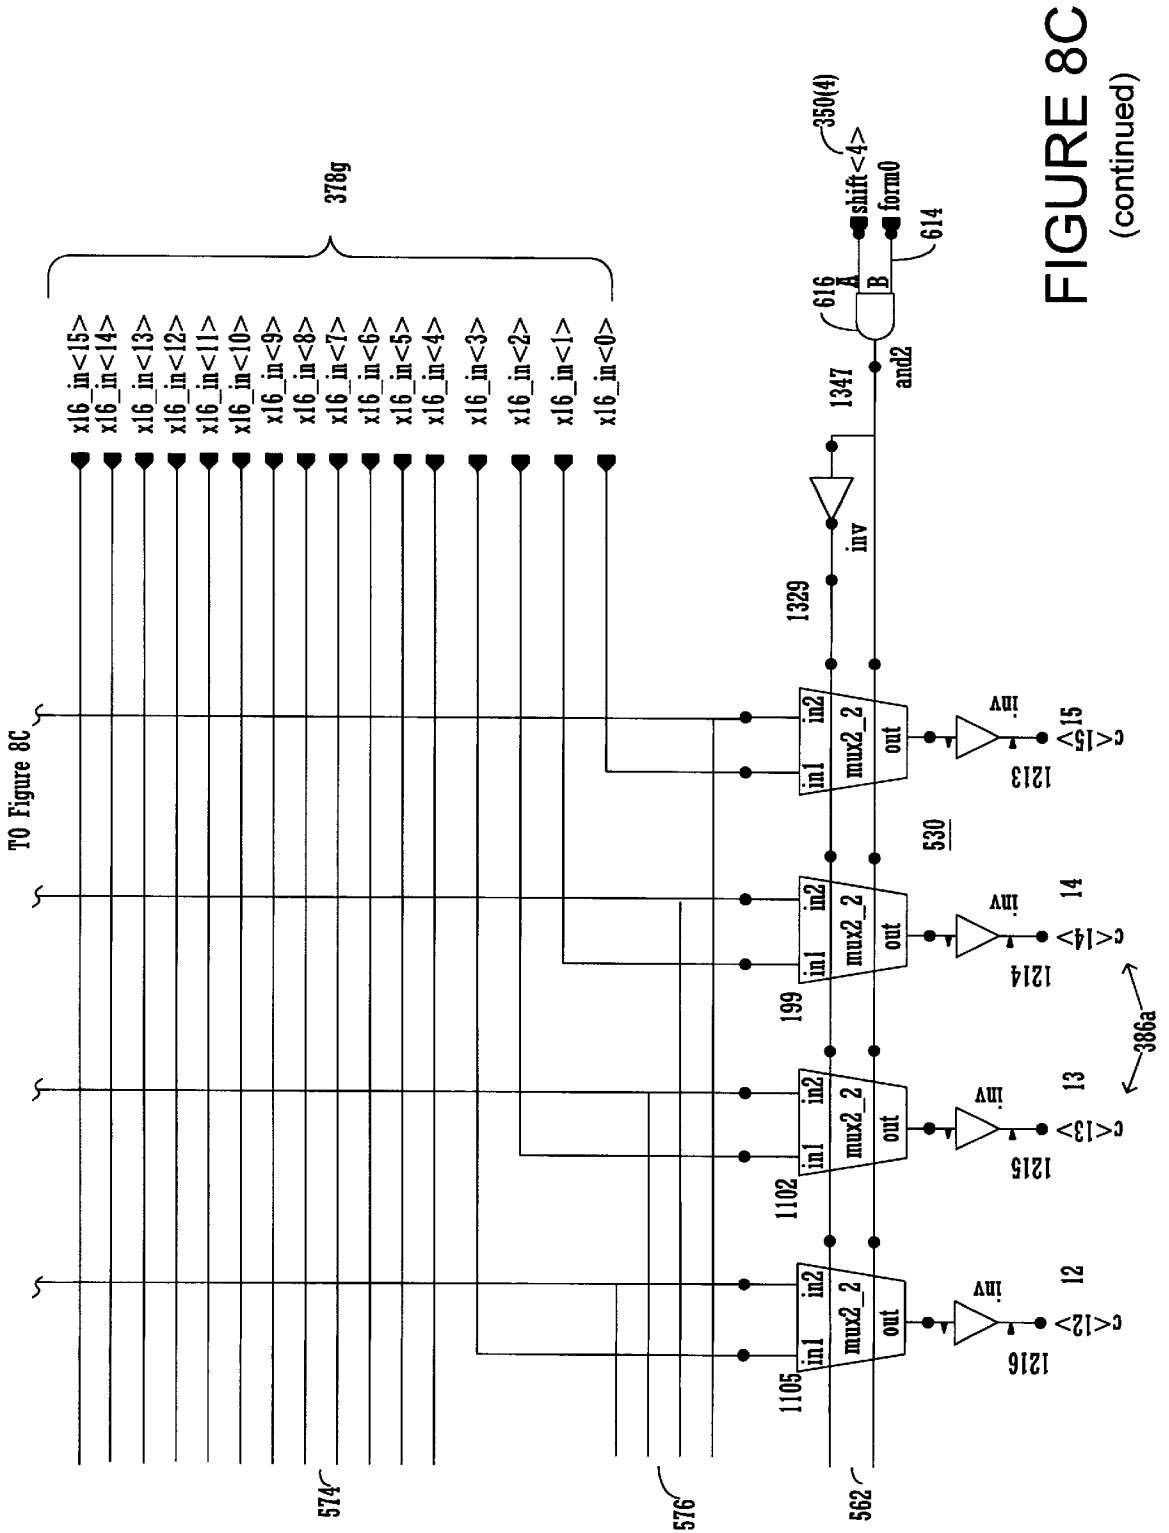 TO Figure 8C
x16_in<15>
x16_in<14>
x16_in<13>
x16_in<12>
x16_in<11>
x16_in<10>
x16_in<9>
x16_in<8>
x16_in<7>
x16_in<6>
x16_in<5>
x16_in<4>
x16_in<3>
x16_in<2>
x16_in<1>
x16_in<0>
378g
574
576
562
350(4)
shift<4>
form0
614
616
A
B
and2
1347
inv
1329
in1
in2
mux2_2
out
inv
1213
c<15>
15
530
199
in1
in2
mux2_2
out
inv
1214
c<14>
14
386a
1102
in1
in2
mux2_2
out
inv
1215
c<13>
13
1105
in1
in2
mux2_2
out
inv
1216
c<12>
12
FIGURE 8C
(continued)